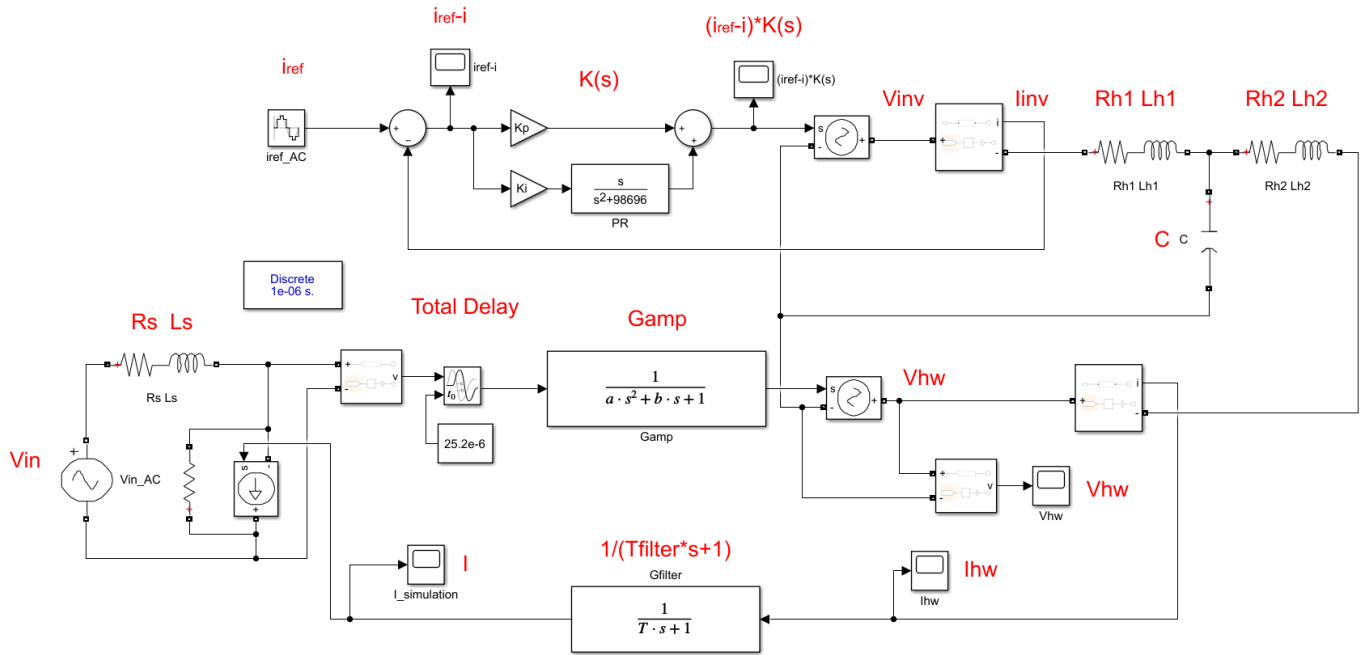 iref-i
(iref-i)*K(s)
iref
K(s)
iref-i
(iref-i)*K(s)
Vinv
Iinv
Rh1 Lh1
Rh2 Lh2
iref_AC
+
−
Kp
Ki
s
s²+98696
PR
+
+
s
-
+
+
i
-
+
Rh1 Lh1
+
Rh2 Lh2
+
C
C
Discrete
1e-06 s.
Rs Ls
Total Delay
Gamp
+
Rs Ls
+
-
v
t0
25.2e-6
1
a · s² + b · s + 1
Gamp
s
-
+
Vhw
+
i
-
Vin
+
Vin_AC
+
s
-
+
+
-
v
Vhw
Vhw
I
I_simulation
1/(Tfilter*s+1)
Gfilter
1
T · s + 1
Ihw
Ihw